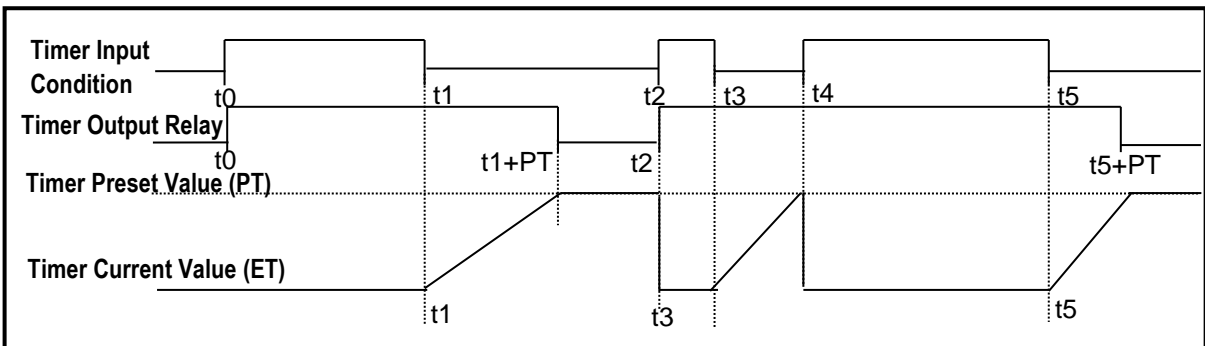 Timer Input
Condition
t0 t1 t2 t3 t4 t5
Timer Output Relay
t0 t1+PT t2 t5+PT
Timer Preset Value (PT)
Timer Current Value (ET)
t1 t3 t5